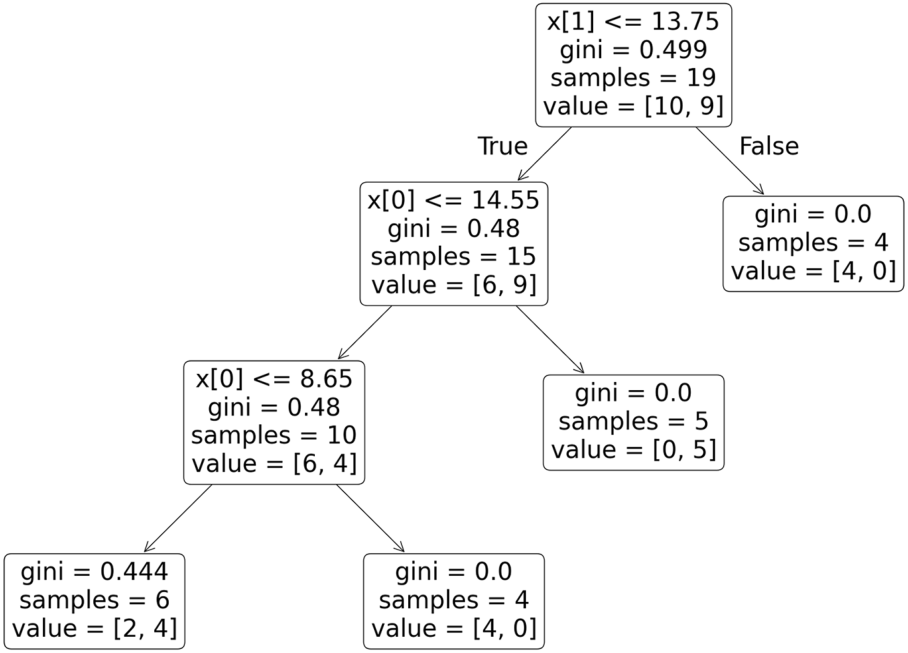 x[1] <= 13.75
gini = 0.499
samples = 19
value = [10, 9]
True
False
x[0] <= 14.55
gini = 0.48
samples = 15
value = [6, 9]
gini = 0.0
samples = 4
value = [4, 0]
x[0] <= 8.65
gini = 0.48
samples = 10
value = [6, 4]
gini = 0.0
samples = 5
value = [0, 5]
gini = 0.444
samples = 6
value = [2, 4]
gini = 0.0
samples = 4
value = [4, 0]